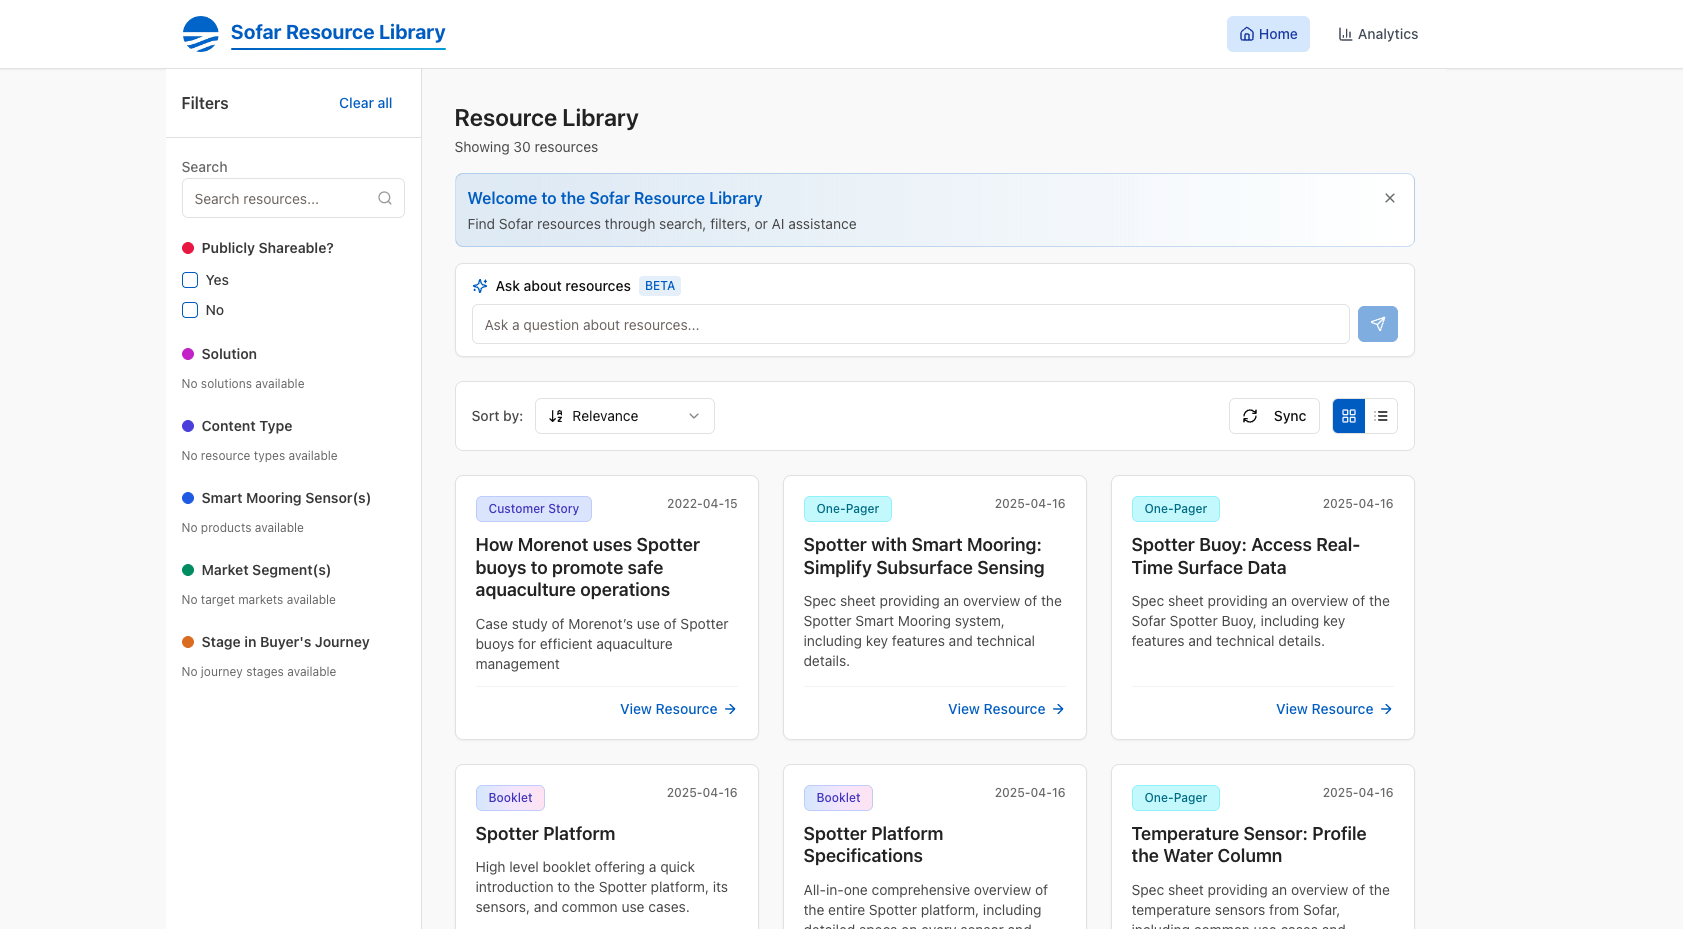 Sofar Resource Library
Home
Analytics
Filters
Clear all
Search
Search resources...
Publicly Shareable?
Yes
No
Solution
No solutions available
Content Type
No resource types available
Smart Mooring Sensor(s)
No products available
Market Segment(s)
No target markets available
Stage in Buyer's Journey
No journey stages available
Resource Library
Showing 30 resources
Welcome to the Sofar Resource Library
Find Sofar resources through search, filters, or AI assistance
Ask about resources BETA
Ask a question about resources...
Sort by: Relevance
Sync
Customer Story 2022-04-15
How Morenot uses Spotter
buoys to promote safe
aquaculture operations
Case study of Morenot’s use of Spotter
buoys for efficient aquaculture
management
View Resource
One-Pager 2025-04-16
Spotter with Smart Mooring:
Simplify Subsurface Sensing
Spec sheet providing an overview of the
Spotter Smart Mooring system,
including key features and technical
details.
View Resource
One-Pager 2025-04-16
Spotter Buoy: Access Real-
Time Surface Data
Spec sheet providing an overview of the
Sofar Spotter Buoy, including key
features and technical details.
View Resource
Booklet 2025-04-16
Spotter Platform
High level booklet offering a quick
introduction to the Spotter platform, its
sensors, and common use cases.
Booklet 2025-04-16
Spotter Platform
Specifications
All-in-one comprehensive overview of
the entire Spotter platform, including
detailed specs on every sensor and
One-Pager 2025-04-16
Temperature Sensor: Profile
the Water Column
Spec sheet providing an overview of the
temperature sensors from Sofar,
including common use cases and